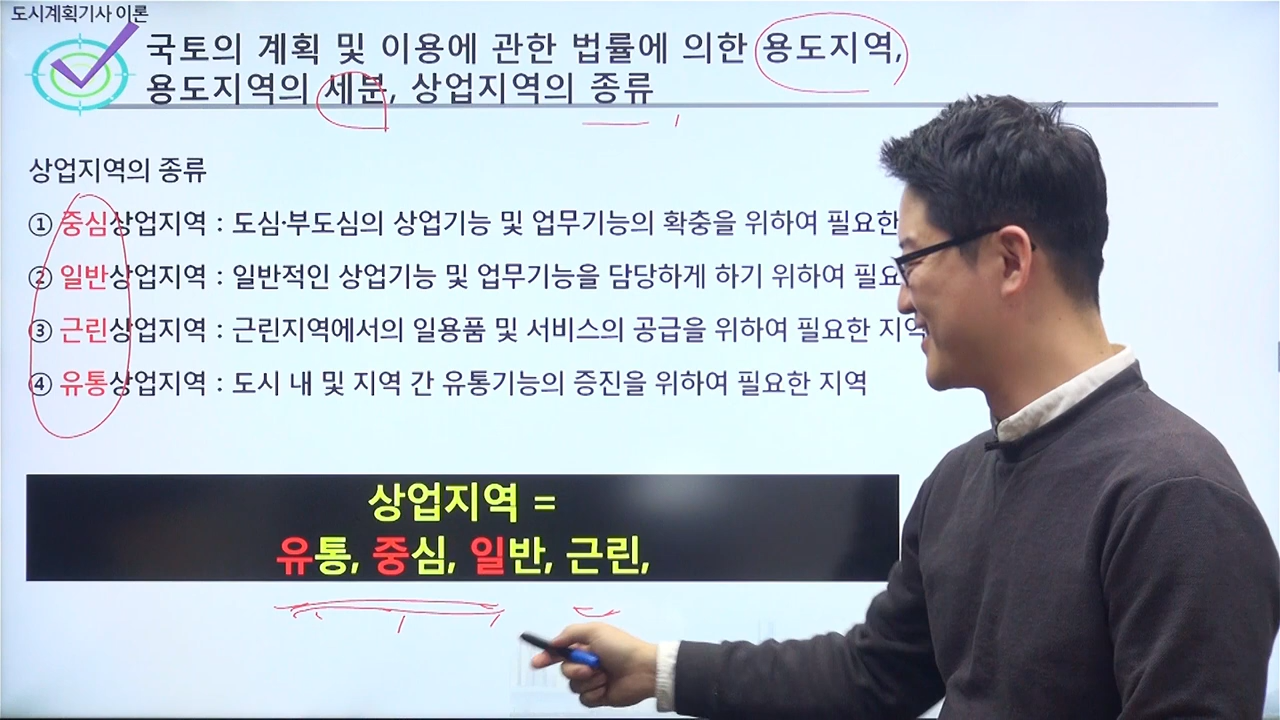 도시계획기사 이론
국토의 계획 및 이용에 관한 법률에 의한 용도지역,
용도지역의 세분, 상업지역의 종류
상업지역의 종류
① 중심상업지역 : 도심·부도심의 상업기능 및 업무기능의 확충을 위하여 필요한
② 일반상업지역 : 일반적인 상업기능 및 업무기능을 담당하게 하기 위하여
③ 근린상업지역 : 근린지역에서의 일용품 및 서비스의 공급을 위하여 필요한 지역
④ 유통상업지역 : 도시 내 및 지역 간 유통기능의 증진을 위하여 필요한 지역
상업지역 =
유통, 중심, 일반, 근린,